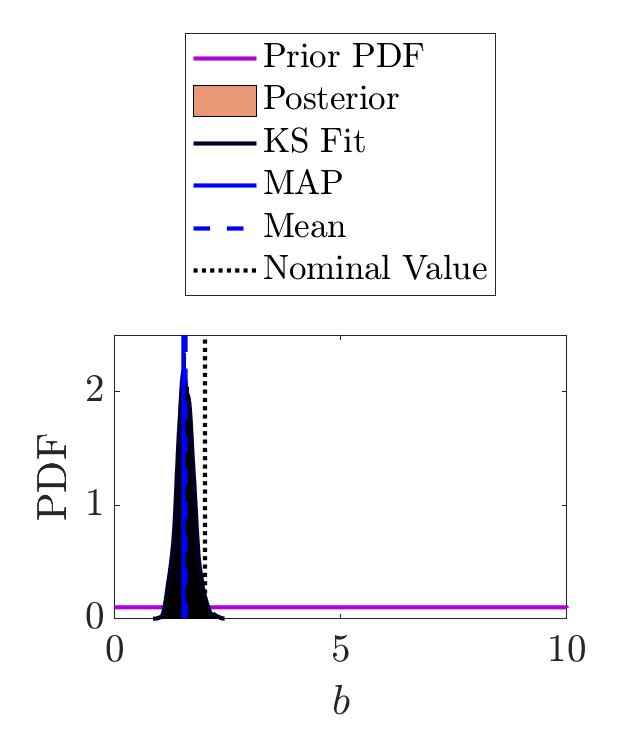 Prior PDF
Posterior
KS Fit
MAP
Mean
Nominal Value
2
1
0
PDF
0 5 10
b